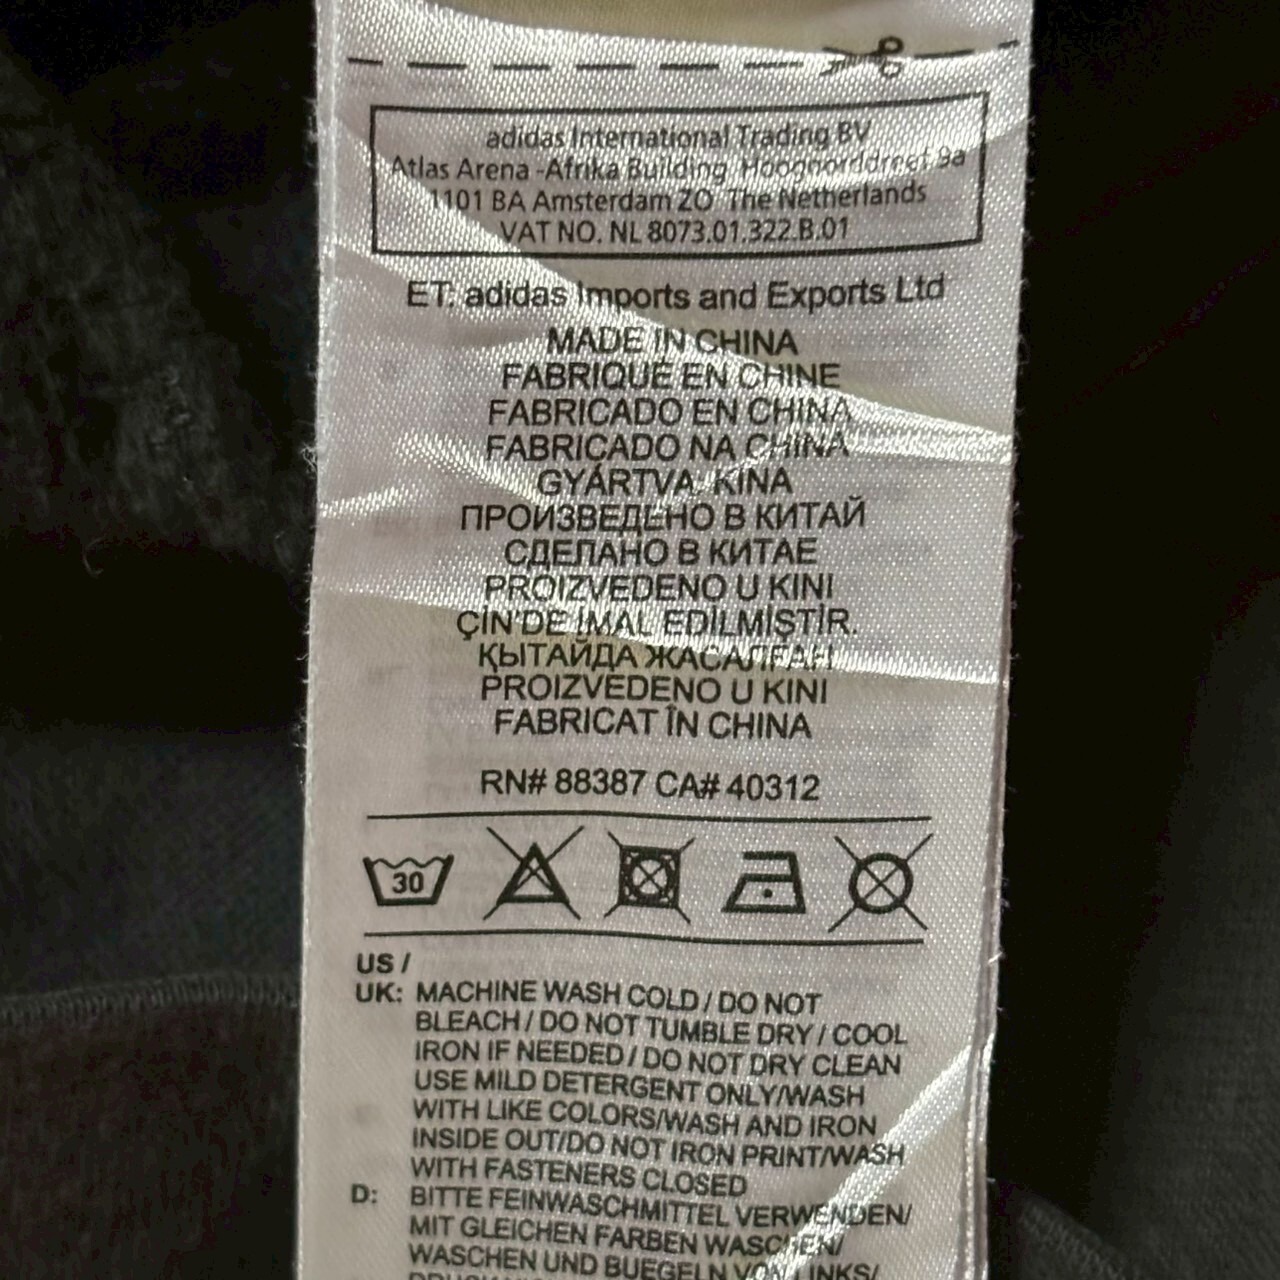 adidas International Trading BV
Atlas Arena -Afrika Building, Hoogoorddreef 9a
1101 BA Amsterdam ZO The Netherlands
VAT NO. NL 8073.01.322.B.01
ET: adidas Imports and Exports Ltd
MADE IN CHINA
FABRIQUÉ EN CHINE
FABRICADO EN CHINA
FABRICADO NA CHINA
GYÁRTVA: KÍNA
ПРОИЗВЕДЕНО В КИТАЙ
СДЕЛАНО В КИТАЕ
PROIZVEDENO U KINI
ÇİN'DE İMAL EDİLMİŞTİR.
ҚЫТАЙДА ЖАСАЛҒАН
PROIZVEDENO U KINI
FABRICAT ÎN CHINA
RN# 88387 CA# 40312
30
US /
UK: MACHINE WASH COLD / DO NOT
BLEACH / DO NOT TUMBLE DRY / COOL
IRON IF NEEDED / DO NOT DRY CLEAN
USE MILD DETERGENT ONLY/WASH
WITH LIKE COLORS/WASH AND IRON
INSIDE OUT/DO NOT IRON PRINT/WASH
WITH FASTENERS CLOSED
D: BITTE FEINWASCHMITTEL VERWENDEN/
MIT GLEICHEN FARBEN WASCHEN/
WASCHEN UND BUEGELN VON LINKS/